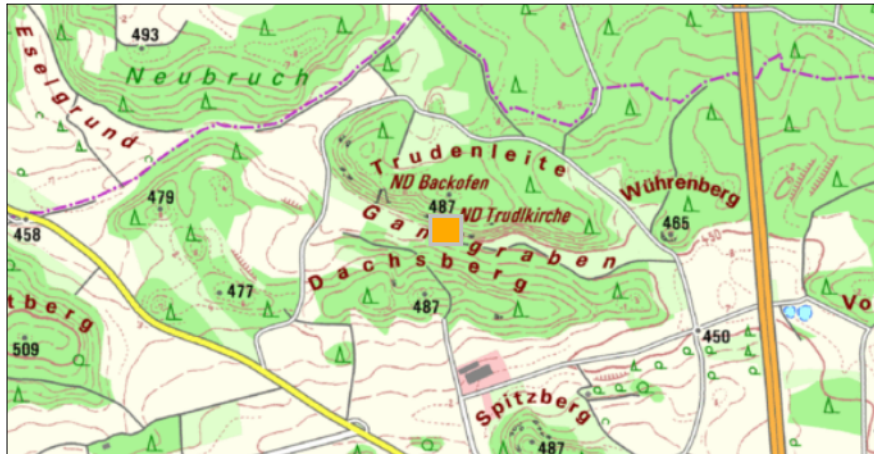 493
Neubruch
Eselgrund
Trudenleite
ND Backofen
Wührenberg
479
487
ND Trudlkirche
465
458
Gangraben
450
Dachsberg
477
487
tberg
Vo
509
450
Spitzberg
487